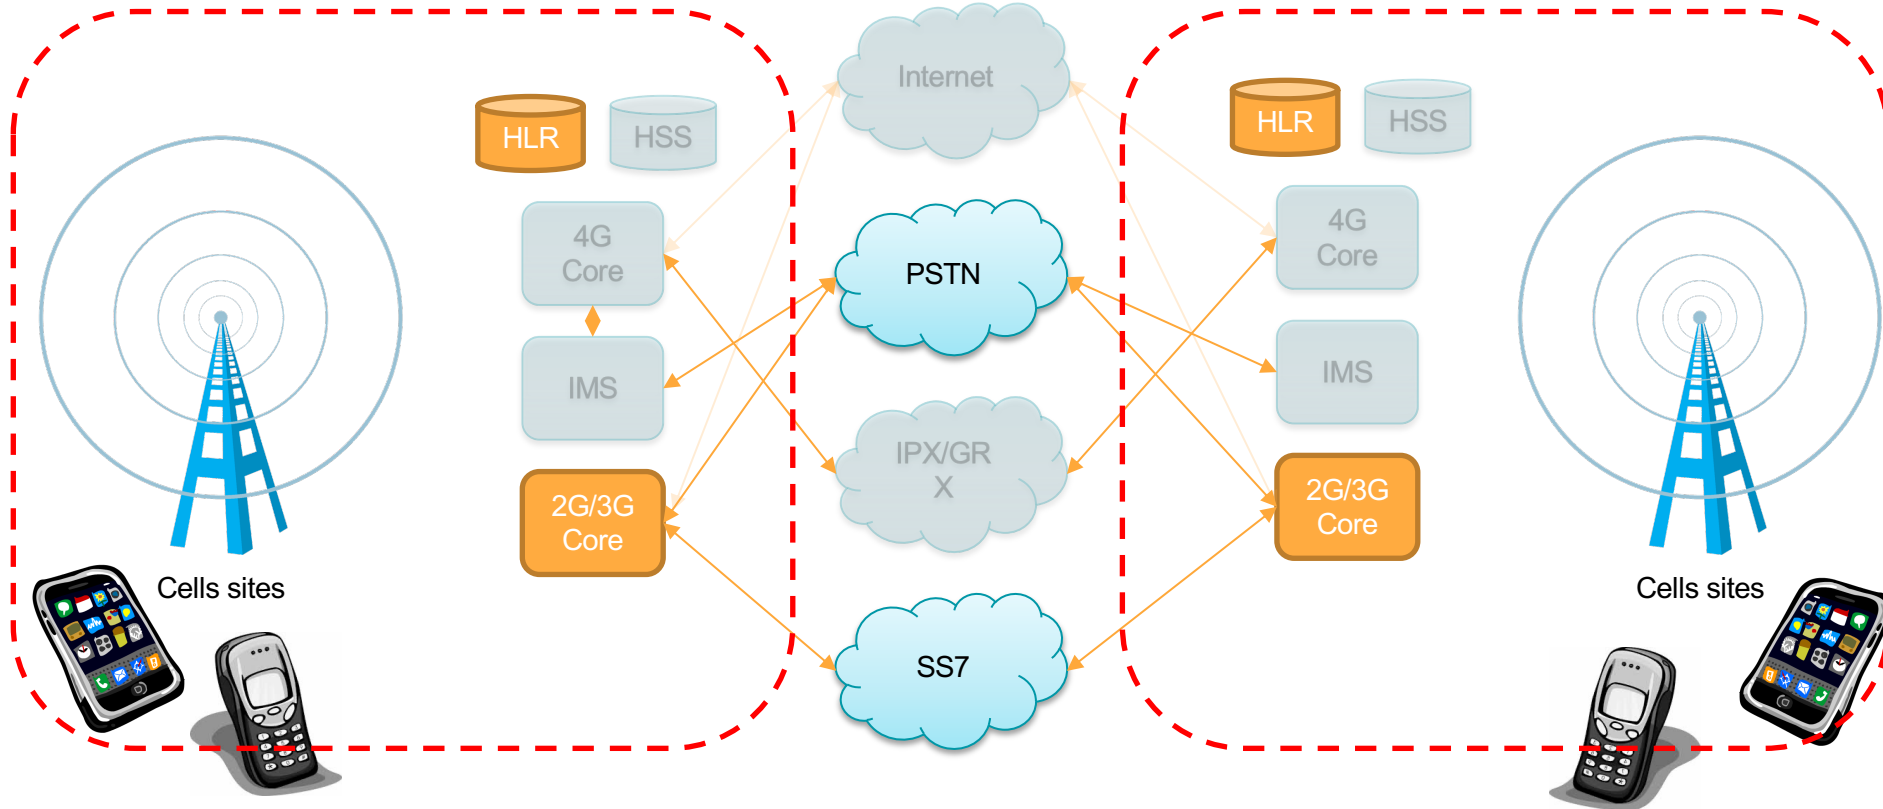 Internet
HLR
HSS
HLR
HSS
4G
Core
PSTN
4G
Core
IMS
IMS
IPX/GR
X
2G/3G
Core
2G/3G
Core
Cells sites
Cells sites
SS7